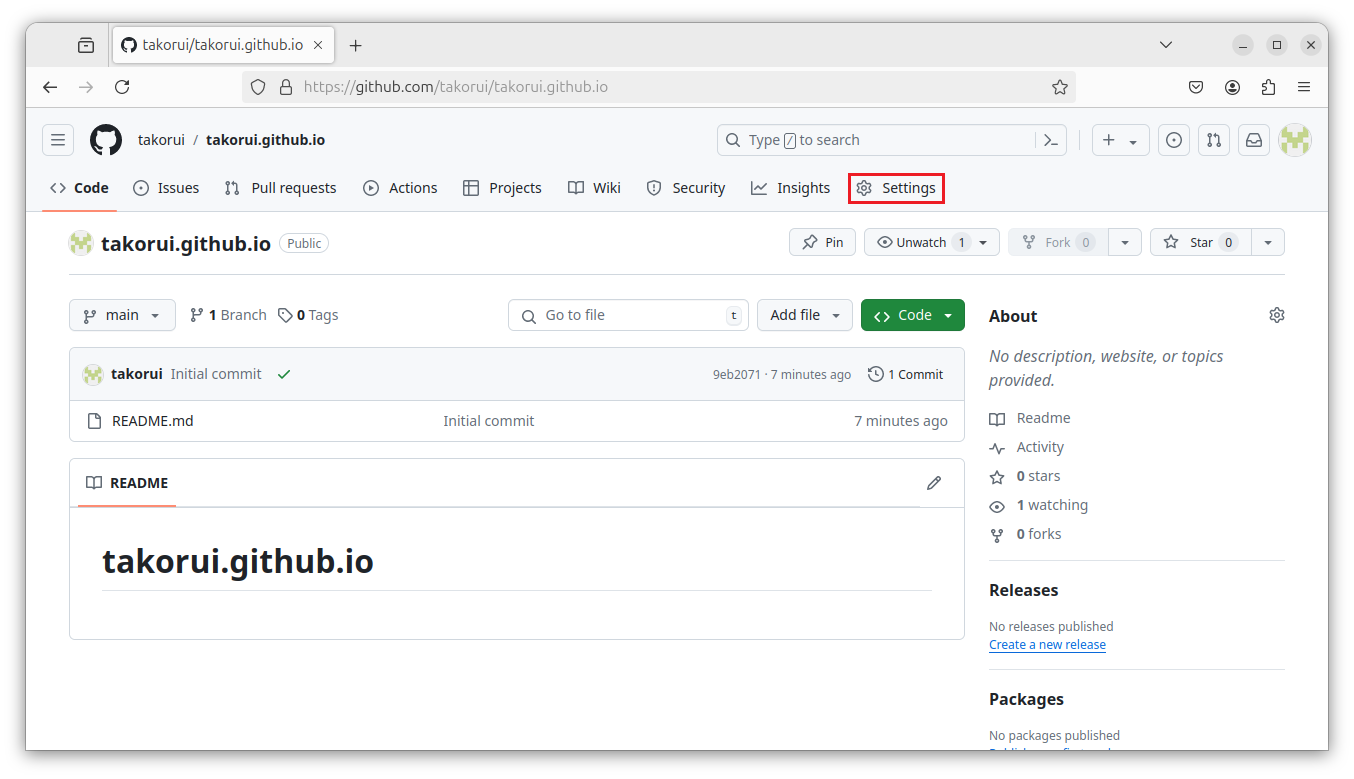 takorui/takorui.github.io
https://github.com/takorui/takorui.github.io
takorui / takorui.github.io
Type / to search
Code Issues Pull requests Actions Projects Wiki Security Insights Settings
takorui.github.io Public
Pin Unwatch 1 Fork 0 Star 0
main 1 Branch 0 Tags Go to file t Add file Code
takorui Initial commit 9eb2071 · 7 minutes ago 1 Commit
README.md Initial commit 7 minutes ago
README
takorui.github.io
About
No description, website, or topics
provided.
Readme
Activity
0 stars
1 watching
0 forks
Releases
No releases published
Create a new release
Packages
No packages published